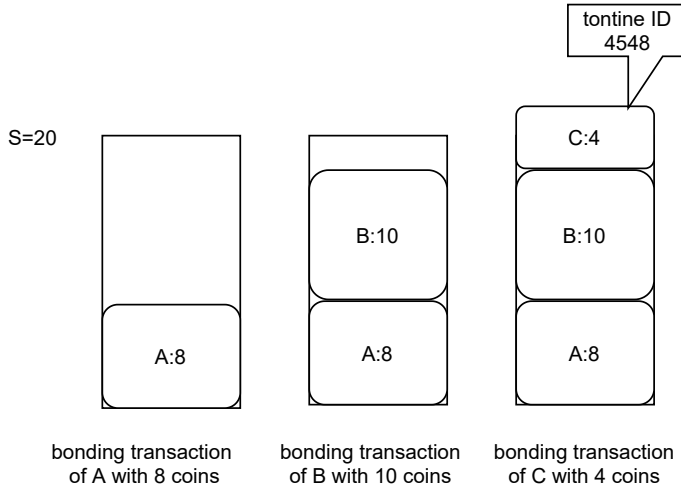 tontine ID
4548
S=20
C:4
B:10
B:10
A:8
A:8
A:8
bonding transaction
of A with 8 coins
bonding transaction
of B with 10 coins
bonding transaction
of C with 4 coins